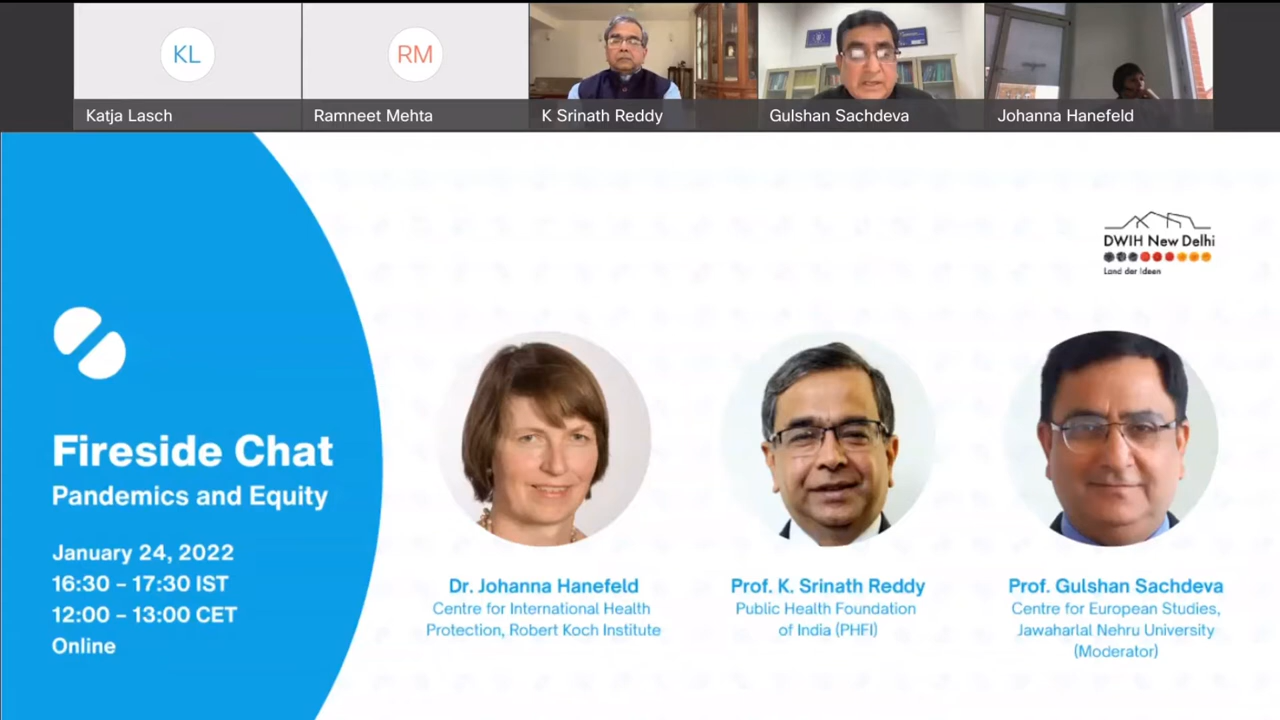 KL
RM
Katja Lasch
Ramneet Mehta
K Srinath Reddy
Gulshan Sachdeva
Johanna Hanefeld
DWIH New Delhi
Land der Ideen
Fireside Chat
Pandemics and Equity
January 24, 2022
16:30 – 17:30 IST
12:00 – 13:00 CET
Online
Dr. Johanna Hanefeld
Centre for International Health
Protection, Robert Koch Institute
Prof. K. Srinath Reddy
Public Health Foundation
of India (PHFI)
Prof. Gulshan Sachdeva
Centre for European Studies,
Jawaharlal Nehru University
(Moderator)